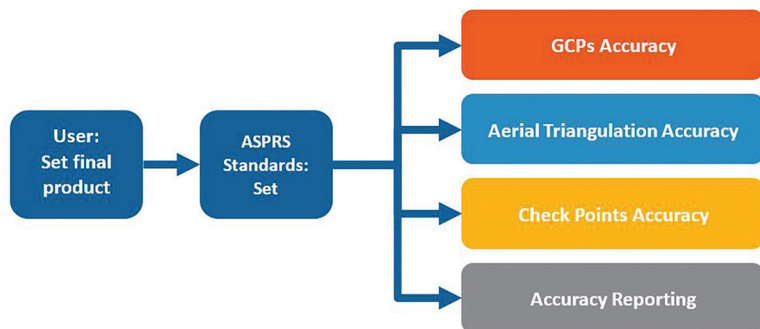 User:
Set final
product
ASPRS
Standards:
Set
GCPs Accuracy
Aerial Triangulation Accuracy
Check Points Accuracy
Accuracy Reporting